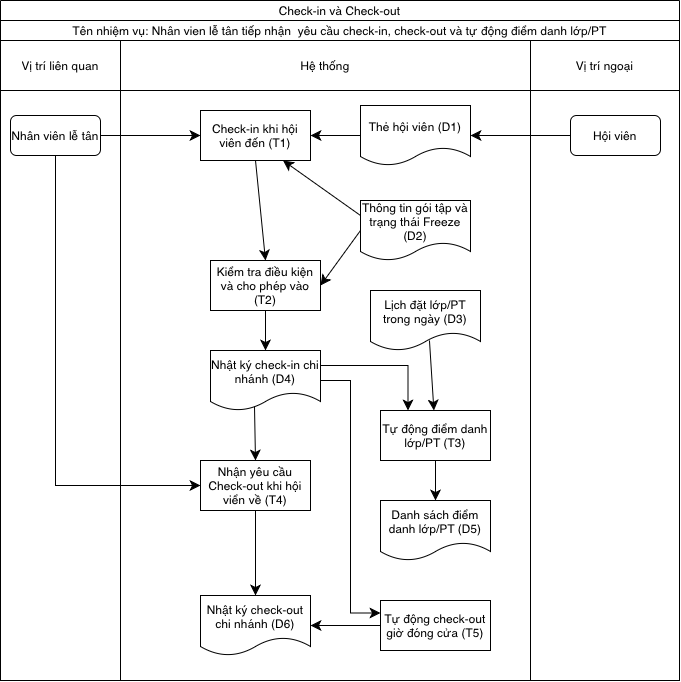 Check-in và Check-out
Tên nhiệm vụ: Nhân vien lễ tân tiếp nhận yêu cầu check-in, check-out và tự động điểm danh lớp/PT
Vị trí liên quan
Hệ thống
Vị trí ngoại
Nhân viên lễ tân
Check-in khi hội
viên đến (T1)
Thẻ hội viên (D1)
Hội viên
Thông tin gói tập và
trạng thái Freeze
(D2)
Kiểm tra điều kiện
và cho phép vào
(T2)
Lịch đặt lớp/PT
trong ngày (D3)
Nhật ký check-in chi
nhánh (D4)
Tự động điểm danh
lớp/PT (T3)
Nhận yêu cầu
Check-out khi hội
viến về (T4)
Danh sách điểm
danh lớp/PT (D5)
Nhật ký check-out
chi nhánh (D6)
Tự động check-out
giờ đóng cửa (T5)